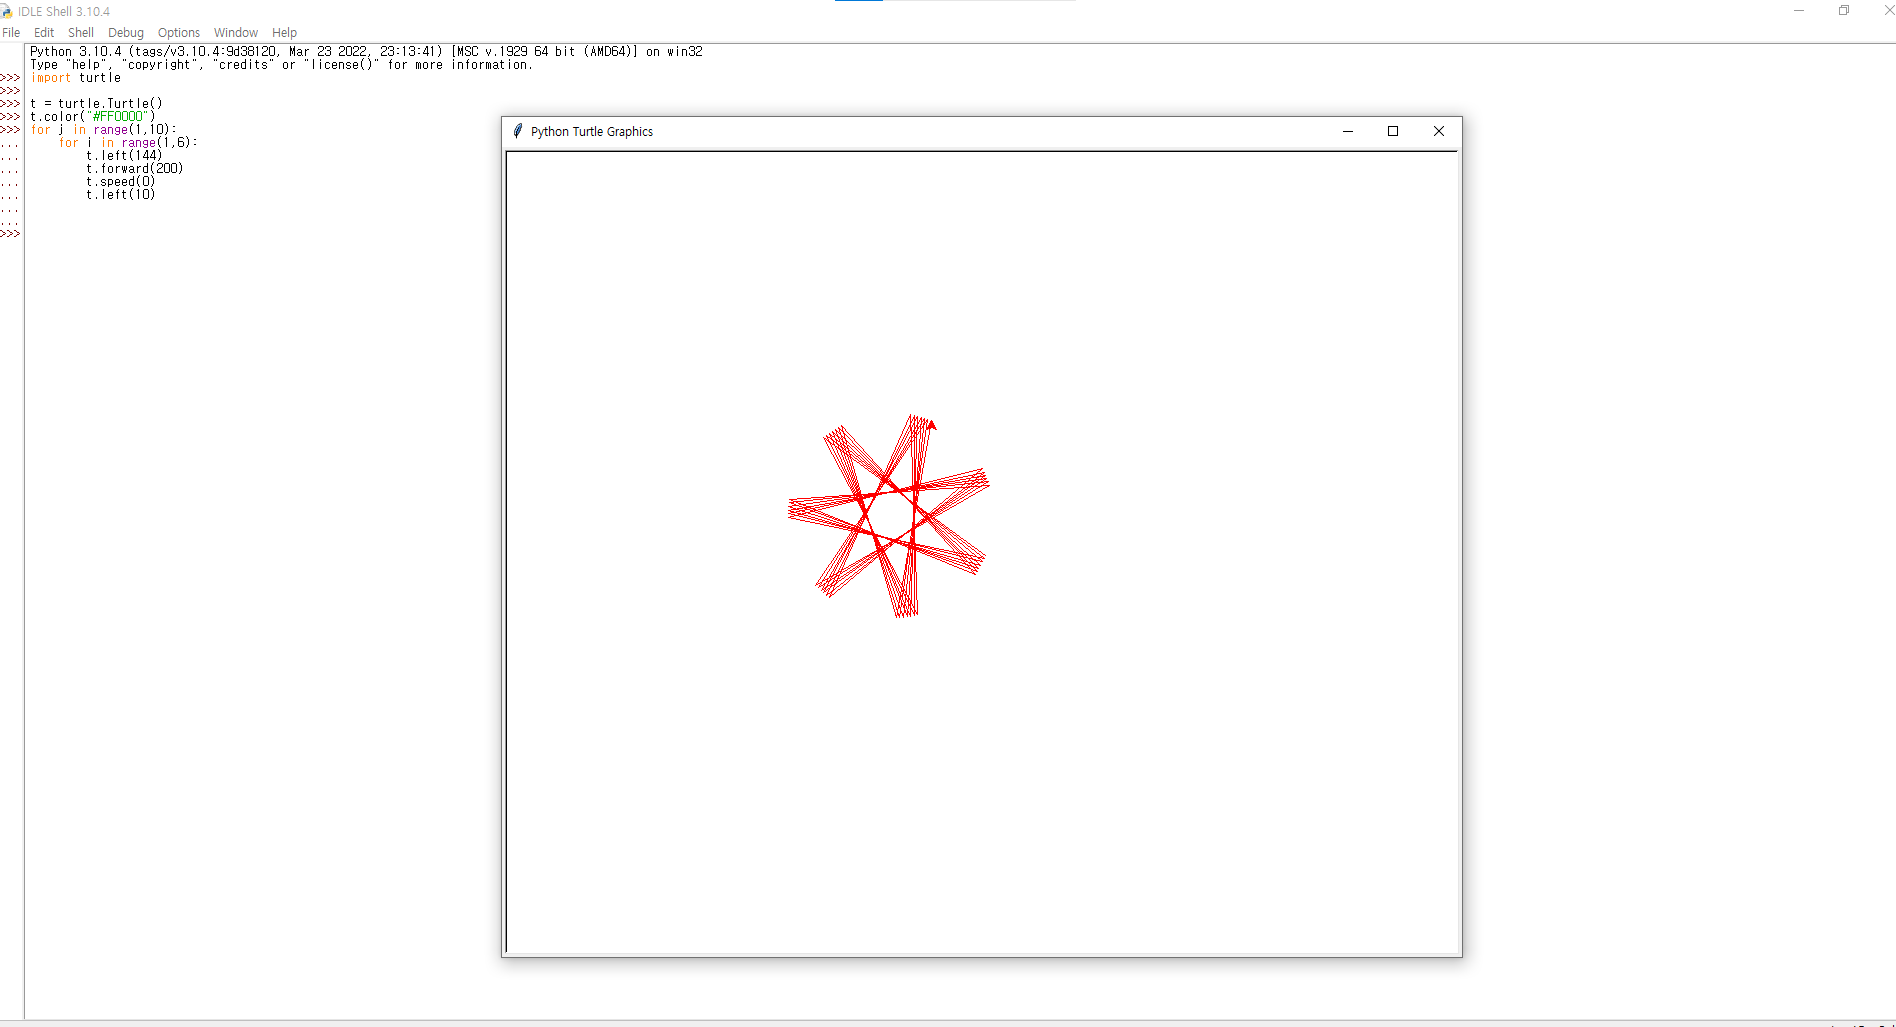 IDLE Shell 3.10.4
File Edit Shell Debug Options Window Help
Python 3.10.4 (tags/v3.10.4:9d38120, Mar 23 2022, 23:13:41) [MSC v.1929 64 bit (AMD64)] on win32
Type "help", "copyright", "credits" or "license()" for more information.
>>> import turtle
>>>
>>> t = turtle.Turtle()
>>> t.color("#FF0000")
>>> for j in range(1,10):
...     for i in range(1,6):
...         t.left(144)
...         t.forward(200)
...         t.speed(0)
...         t.left(10)
...
...
>>>
Python Turtle Graphics